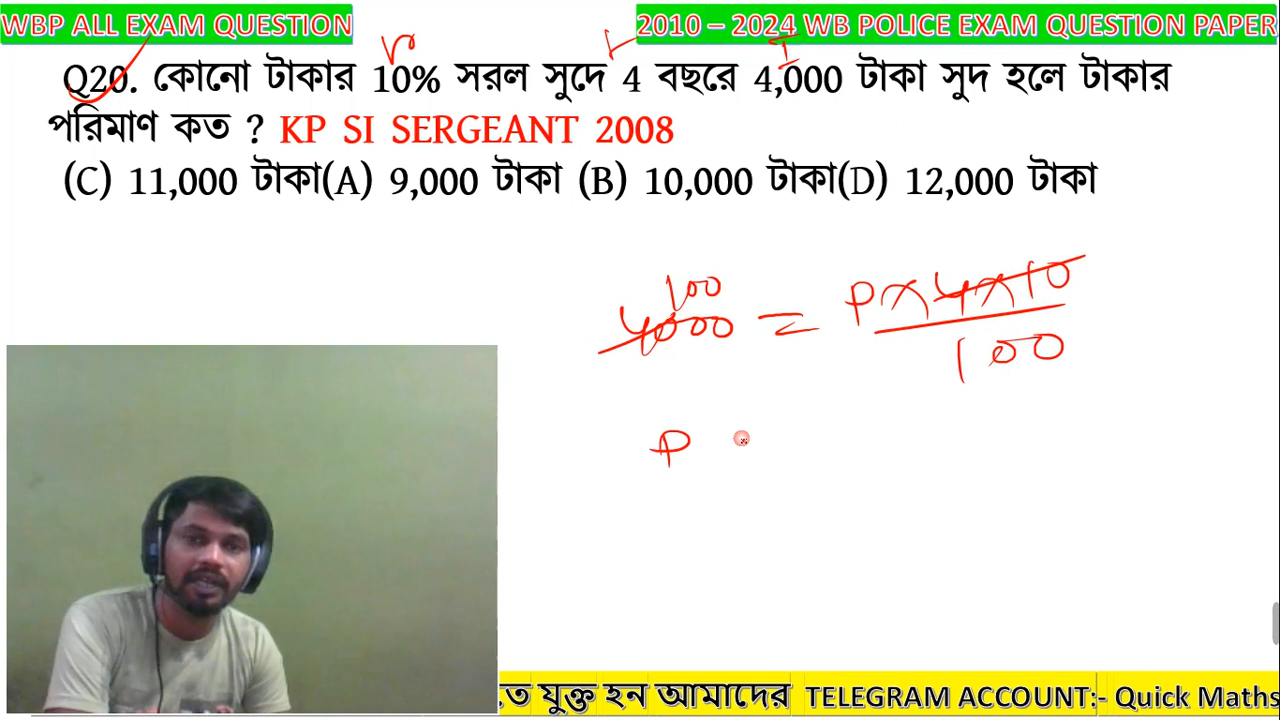 WBP ALL EXAM QUESTION
2010 – 2024 WB POLICE EXAM QUESTION PAPER
Q20. কোনো টাকার 10% সরল সুদে 4 বছরে 4,000 টাকা সুদ হলে টাকার
পরিমাণ কত ? KP SI SERGEANT 2008
(C) 11,000 টাকা(A) 9,000 টাকা (B) 10,000 টাকা(D) 12,000 টাকা
100
4000 = P×4×10
100
P
যুক্ত হন আমাদের TELEGRAM ACCOUNT:- Quick Maths